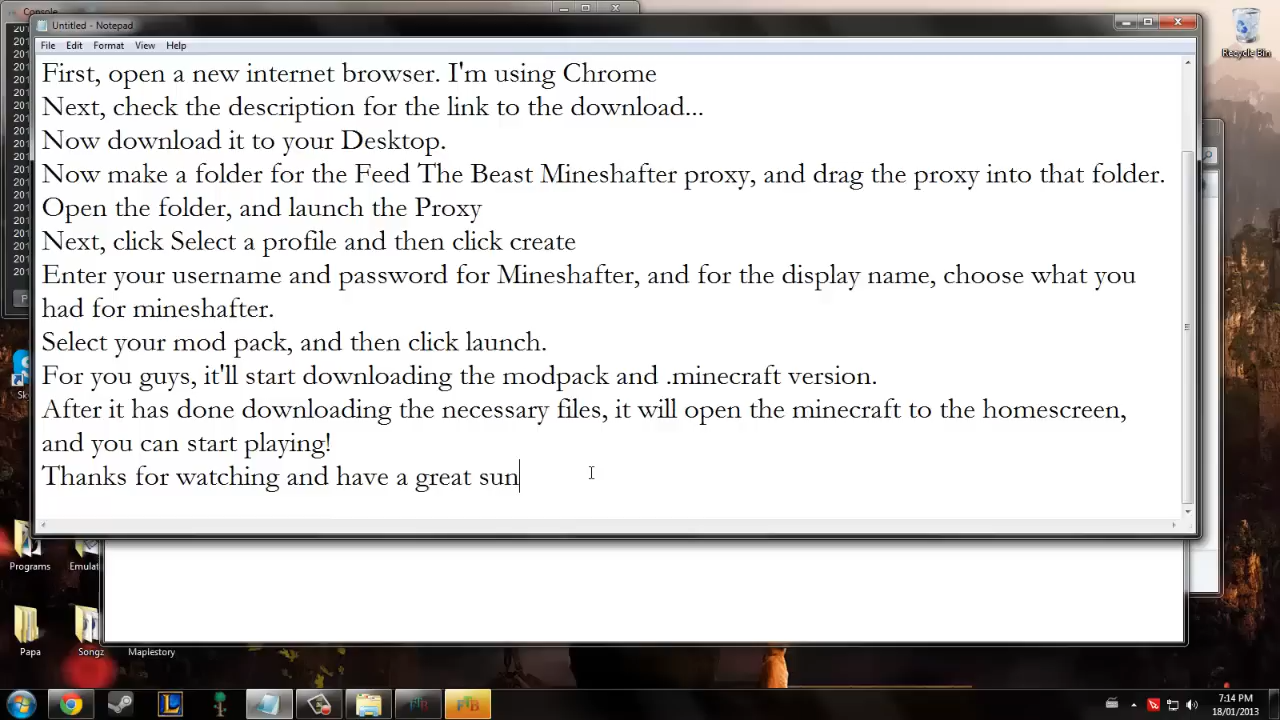 Console
Untitled - Notepad
File Edit Format View Help
First, open a new internet browser. I'm using Chrome
Next, check the description for the link to the download...
Now download it to your Desktop.
Now make a folder for the Feed The Beast Mineshafter proxy, and drag the proxy into that folder.
Open the folder, and launch the Proxy
Next, click Select a profile and then click create
Enter your username and password for Mineshafter, and for the display name, choose what you
had for mineshafter.
Select your mod pack, and then click launch.
For you guys, it'll start downloading the modpack and .minecraft version.
After it has done downloading the necessary files, it will open the minecraft to the homescreen,
and you can start playing!
Thanks for watching and have a great sun
Recycle Bin
Programs Emulat
Papa Songz Maplestory
FTB FTB
7:14 PM
18/01/2013